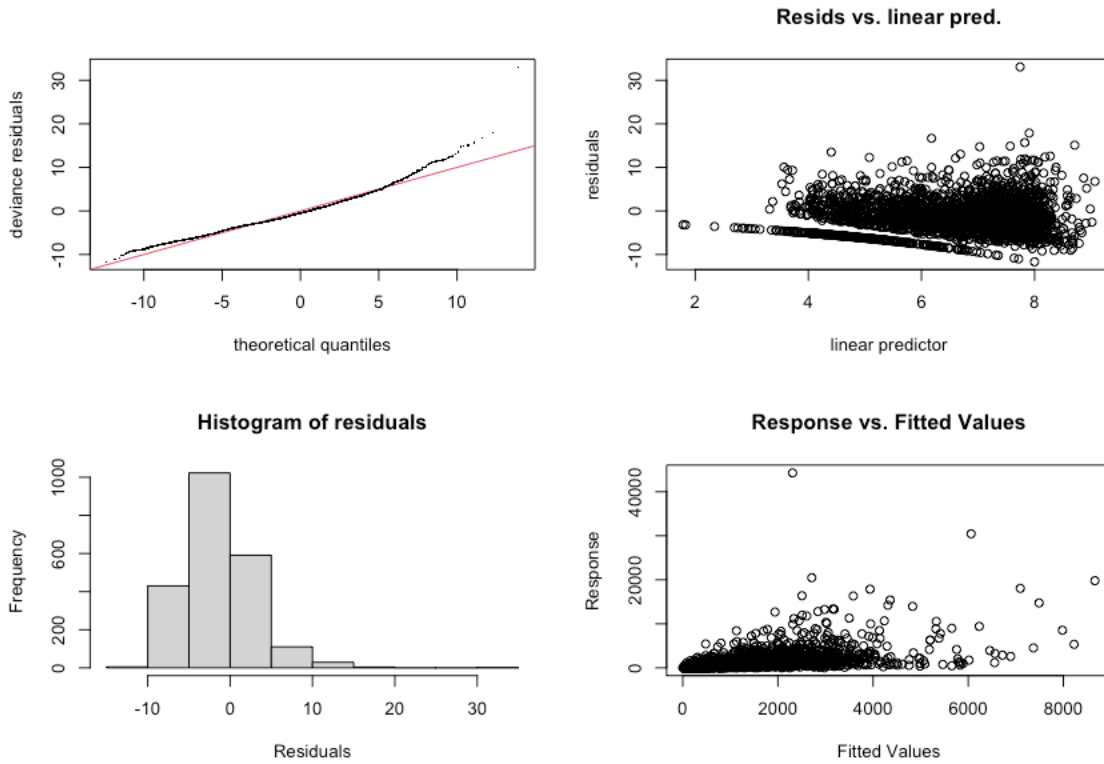 deviance residuals
30
20
10
0
-10
-10 -5 0 5 10
theoretical quantiles
Resids vs. linear pred.
residuals
30
20
10
0
-10
2 4 6 8
linear predictor
Histogram of residuals
Frequency
1000
600
200
0
-10 0 10 20 30
Residuals
Response vs. Fitted Values
Response
40000
20000
0
0 2000 4000 6000 8000
Fitted Values